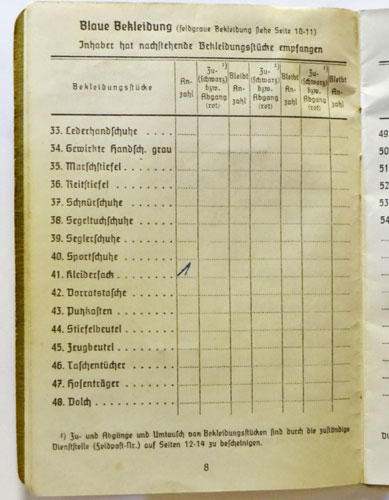 Blaue Bekleidung (feldgraue Bekleidung siehe Seite 10-11)
Inhaber hat nachstehende Bekleidungsstücke empfangen
Bekleidungsstücke An- zahl Zu- (schwarz) bzw. Abgang (rot) ¹) Bleibt An- zahl Zu- (schwarz) bzw. Abgang (rot) ¹) Bleibt An- zahl Zu- (schwarz) bzw. Abgang (rot) ¹) Bleibt An- zahl
33. Lederhandschuhe . . . .
34. Gewirkte Handsch. grau
35. Marschstiefel . . . . . .
36. Reitstiefel . . . . . . .
37. Schnürschuhe . . . . .
38. Segeltuchschuhe . . . .
39. Seglerschuhe . . . . . .
40. Sportschuhe . . . . . .
41. Kleidersack . . . . . . 1
42. Vorratstasche . . . . .
43. Putzkasten . . . . . .
44. Stiefelbeutel . . . . . .
45. Zeugbeutel . . . . . . .
46. Taschentücher . . . . .
47. Hosenträger . . . . . .
48. Dolch . . . . . . . . .
¹) Zu- und Abgänge und Umtausch von Bekleidungsstücken sind durch die zuständige
Dienststelle (Feldpost-Nr.) auf Seiten 12-14 zu bescheinigen.
8
49.
50
51
52
53
54